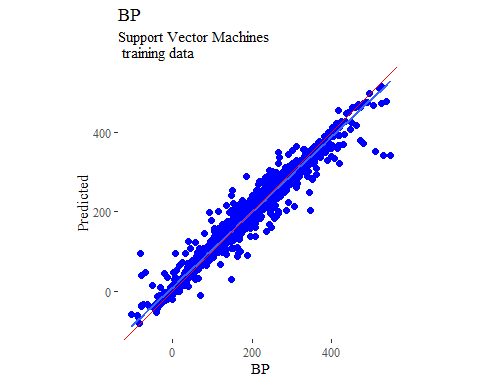 BP
Support Vector Machines
training data
400
200
0
Predicted
0 200 400
BP